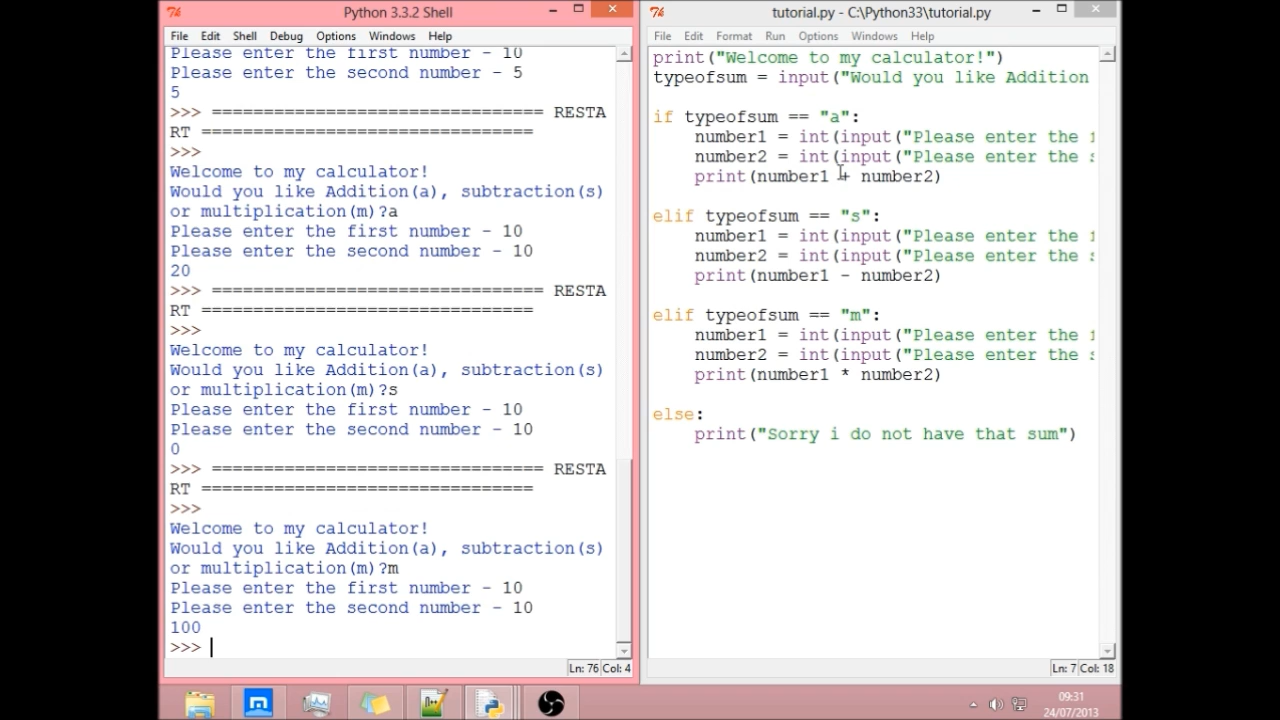 Python 3.3.2 Shell
File Edit Shell Debug Options Windows Help
Please enter the first number - 10
Please enter the second number - 5
5
>>> ================================ RESTA
RT ================================
>>>
Welcome to my calculator!
Would you like Addition(a), subtraction(s)
or multiplication(m)?a
Please enter the first number - 10
Please enter the second number - 10
20
>>> ================================ RESTA
RT ================================
>>>
Welcome to my calculator!
Would you like Addition(a), subtraction(s)
or multiplication(m)?s
Please enter the first number - 10
Please enter the second number - 10
0
>>> ================================ RESTA
RT ================================
>>>
Welcome to my calculator!
Would you like Addition(a), subtraction(s)
or multiplication(m)?m
Please enter the first number - 10
Please enter the second number - 10
100
>>>
Ln: 76 Col: 4
tutorial.py - C:\Python33\tutorial.py
File Edit Format Run Options Windows Help
print("Welcome to my calculator!")
typeofsum = input("Would you like Addition
if typeofsum == "a":
number1 = int(input("Please enter the
number2 = int(input("Please enter the
print(number1 + number2)
elif typeofsum == "s":
number1 = int(input("Please enter the
number2 = int(input("Please enter the
print(number1 - number2)
elif typeofsum == "m":
number1 = int(input("Please enter the
number2 = int(input("Please enter the
print(number1 * number2)
else:
print("Sorry i do not have that sum")
Ln: 7 Col: 18
09:31
24/07/2013